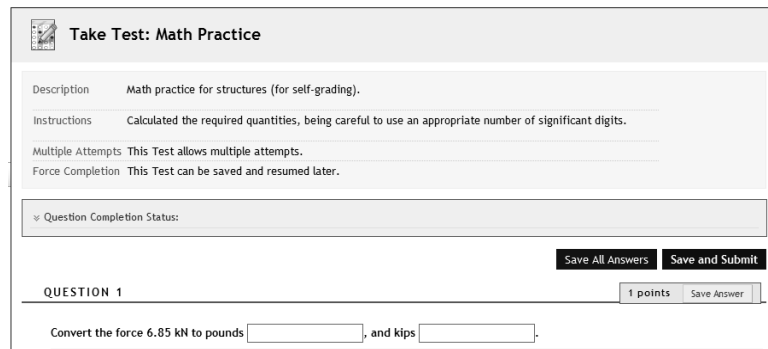 Take Test: Math Practice
Description Math practice for structures (for self-grading).
Instructions Calculated the required quantities, being careful to use an appropriate number of significant digits.
Multiple Attempts This Test allows multiple attempts.
Force Completion This Test can be saved and resumed later.
Question Completion Status:
Save All Answers Save and Submit
QUESTION 1 1 points Save Answer
Convert the force 6.85 kN to pounds , and kips .